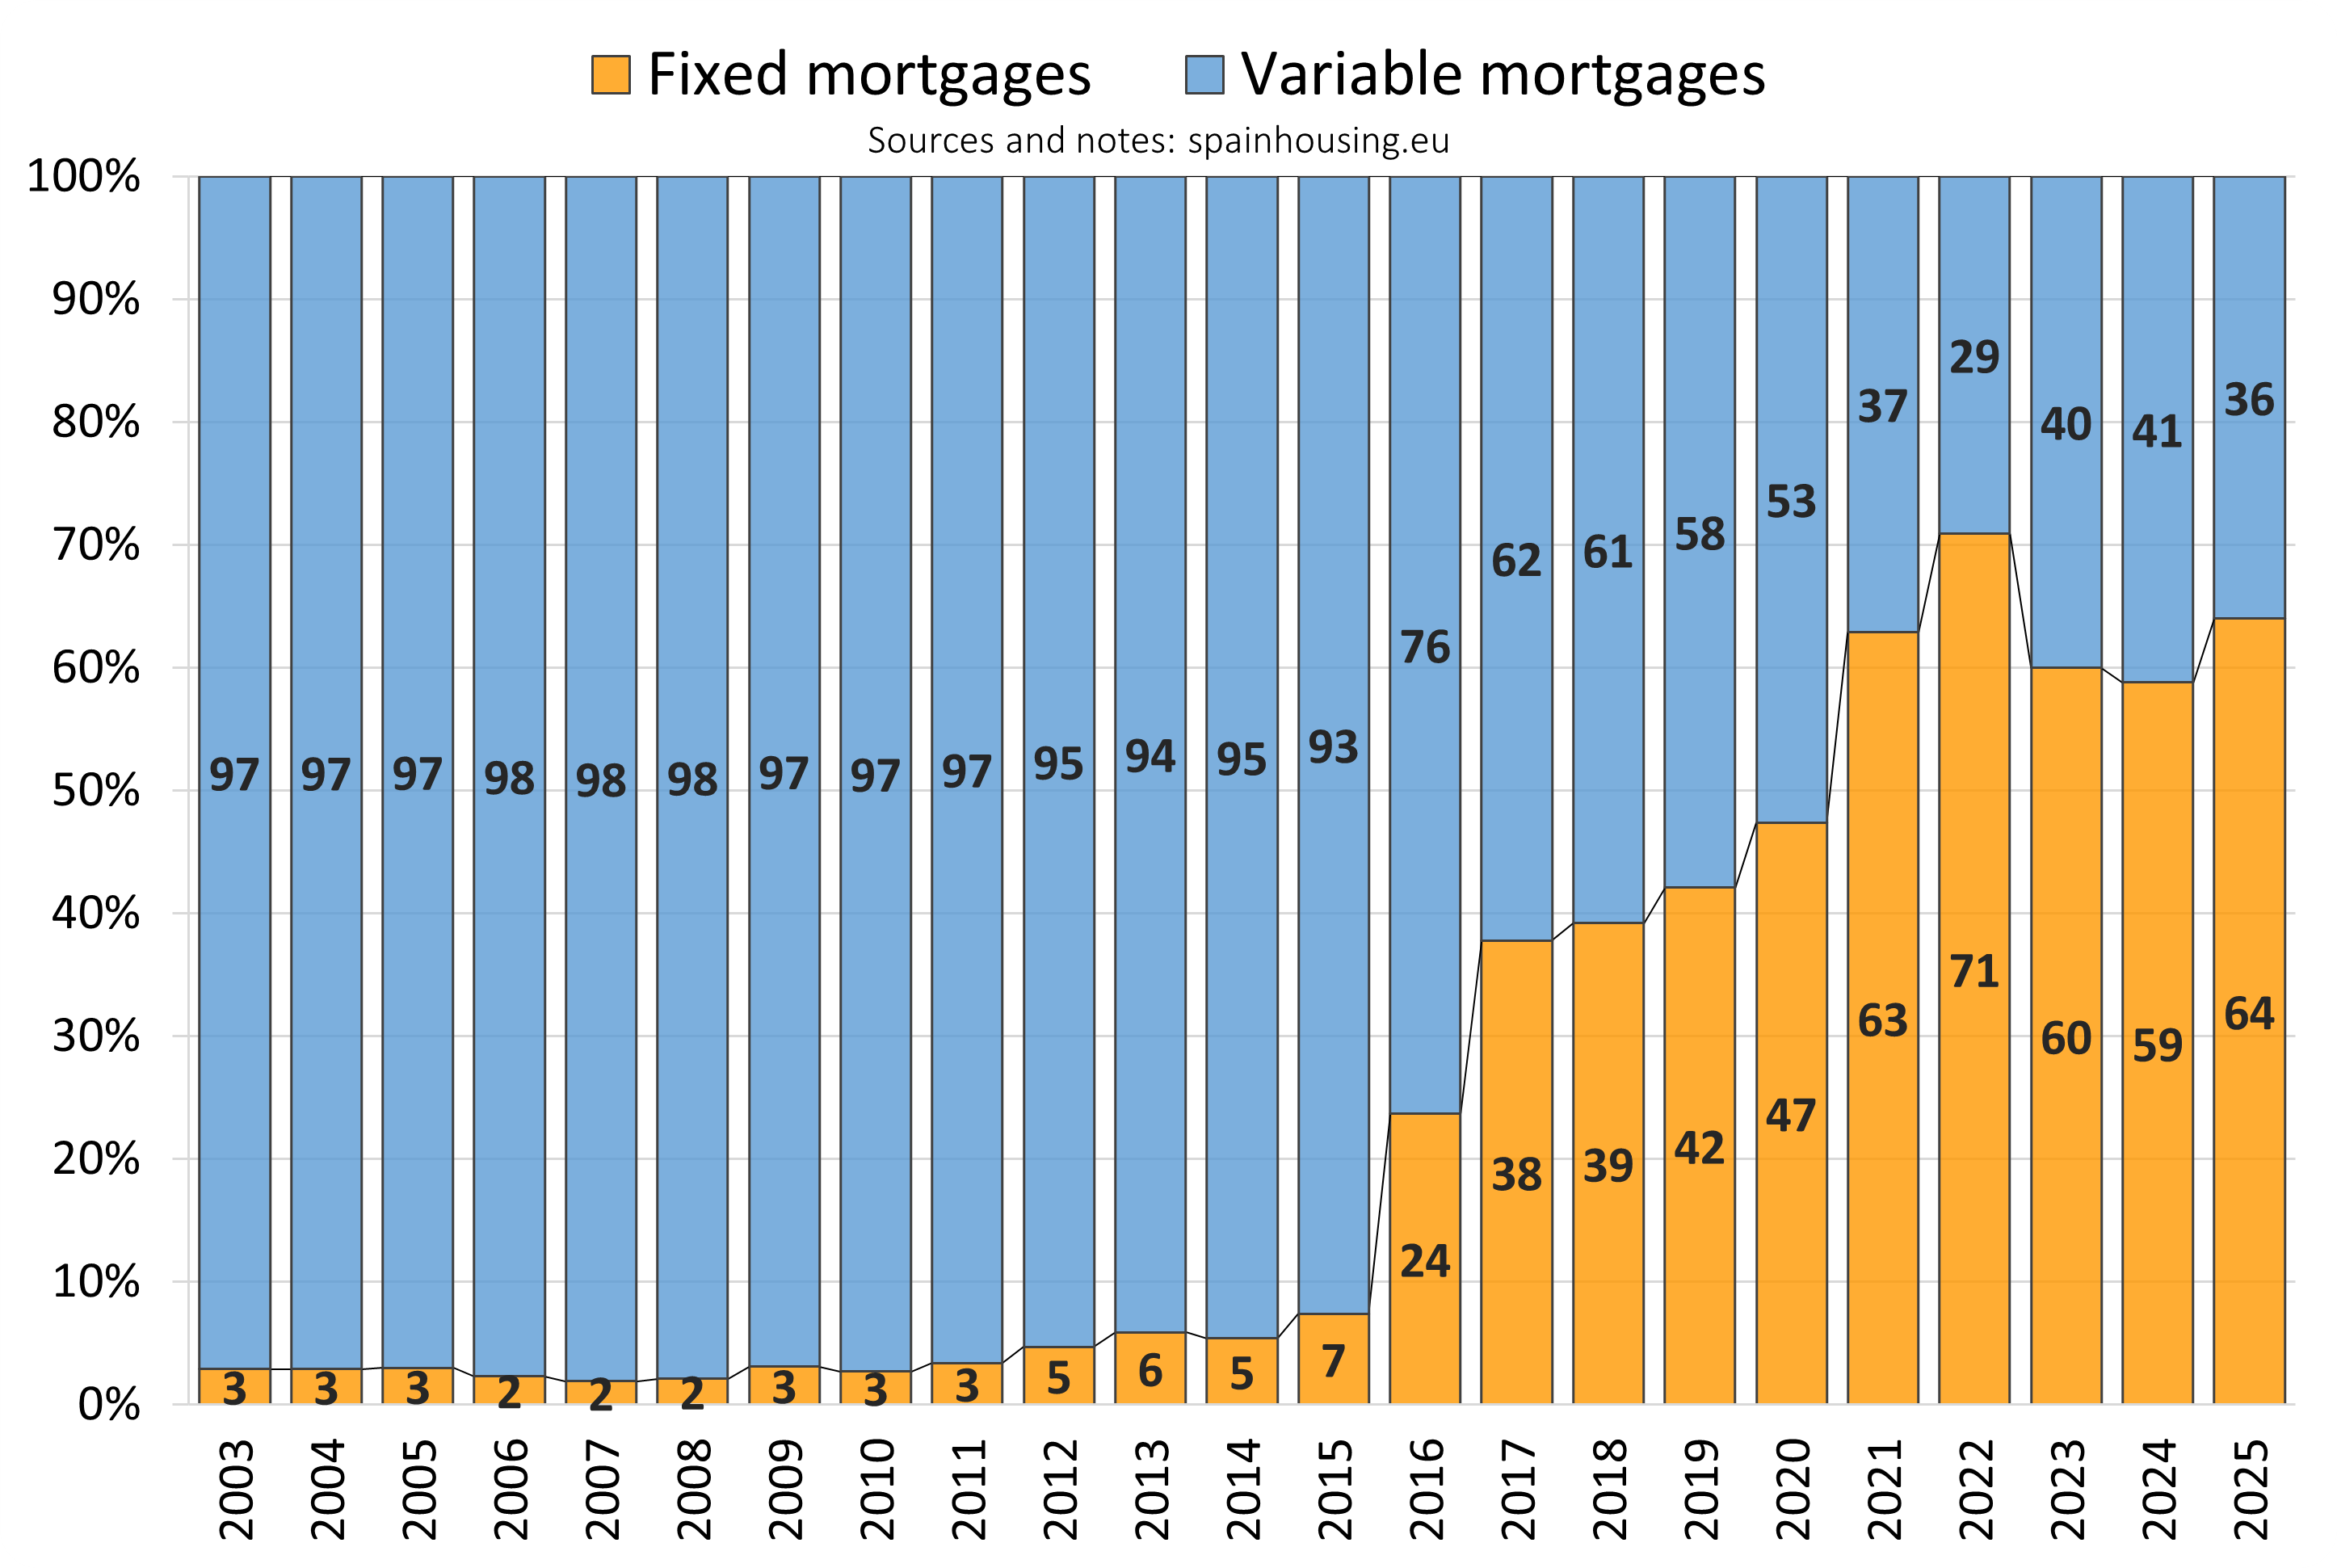 Fixed mortgages Variable mortgages
Sources and notes: spainhousing.eu
100%
90%
80%
70%
60%
50%
40%
30%
20%
10%
0%
97 97 97 98 98 98 97 97 97 95 94 95 93 76 62 61 58 53 37 29 40 41 36
3 3 3 2 2 2 3 3 3 5 6 5 7 24 38 39 42 47 63 71 60 59 64
2003 2004 2005 2006 2007 2008 2009 2010 2011 2012 2013 2014 2015 2016 2017 2018 2019 2020 2021 2022 2023 2024 2025